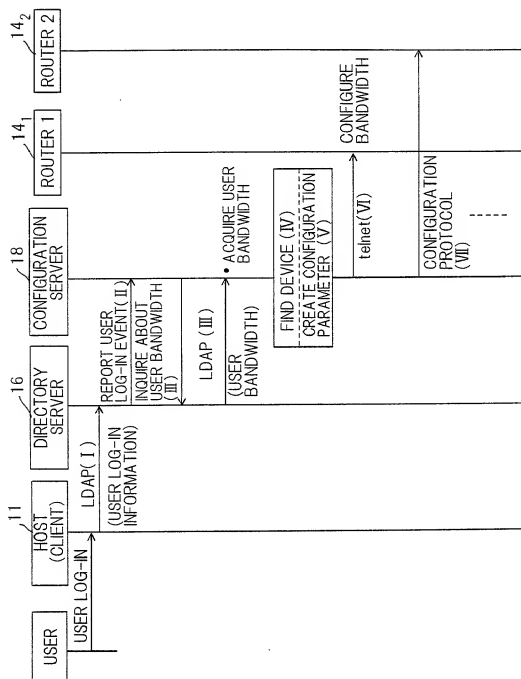 USER
11
HOST
(CLIENT)
16
DIRECTORY
SERVER
18
CONFIGURATION
SERVER
14₁
ROUTER 1
14₂
ROUTER 2
USER LOG-IN
LDAP(Ⅰ)
(USER LOG-IN
INFORMATION)
REPORT USER
LOG-IN EVENT(Ⅱ)
INQUIRE ABOUT
USER BANDWIDTH
(Ⅲ)
LDAP (Ⅲ)
(USER
BANDWIDTH)
• ACQUIRE USER
BANDWIDTH
FIND DEVICE (Ⅳ)
CREATE CONFIGURATION
PARAMETER (Ⅴ)
telnet(Ⅵ)
CONFIGURE
BANDWIDTH
CONFIGURATION
PROTOCOL
(Ⅶ)